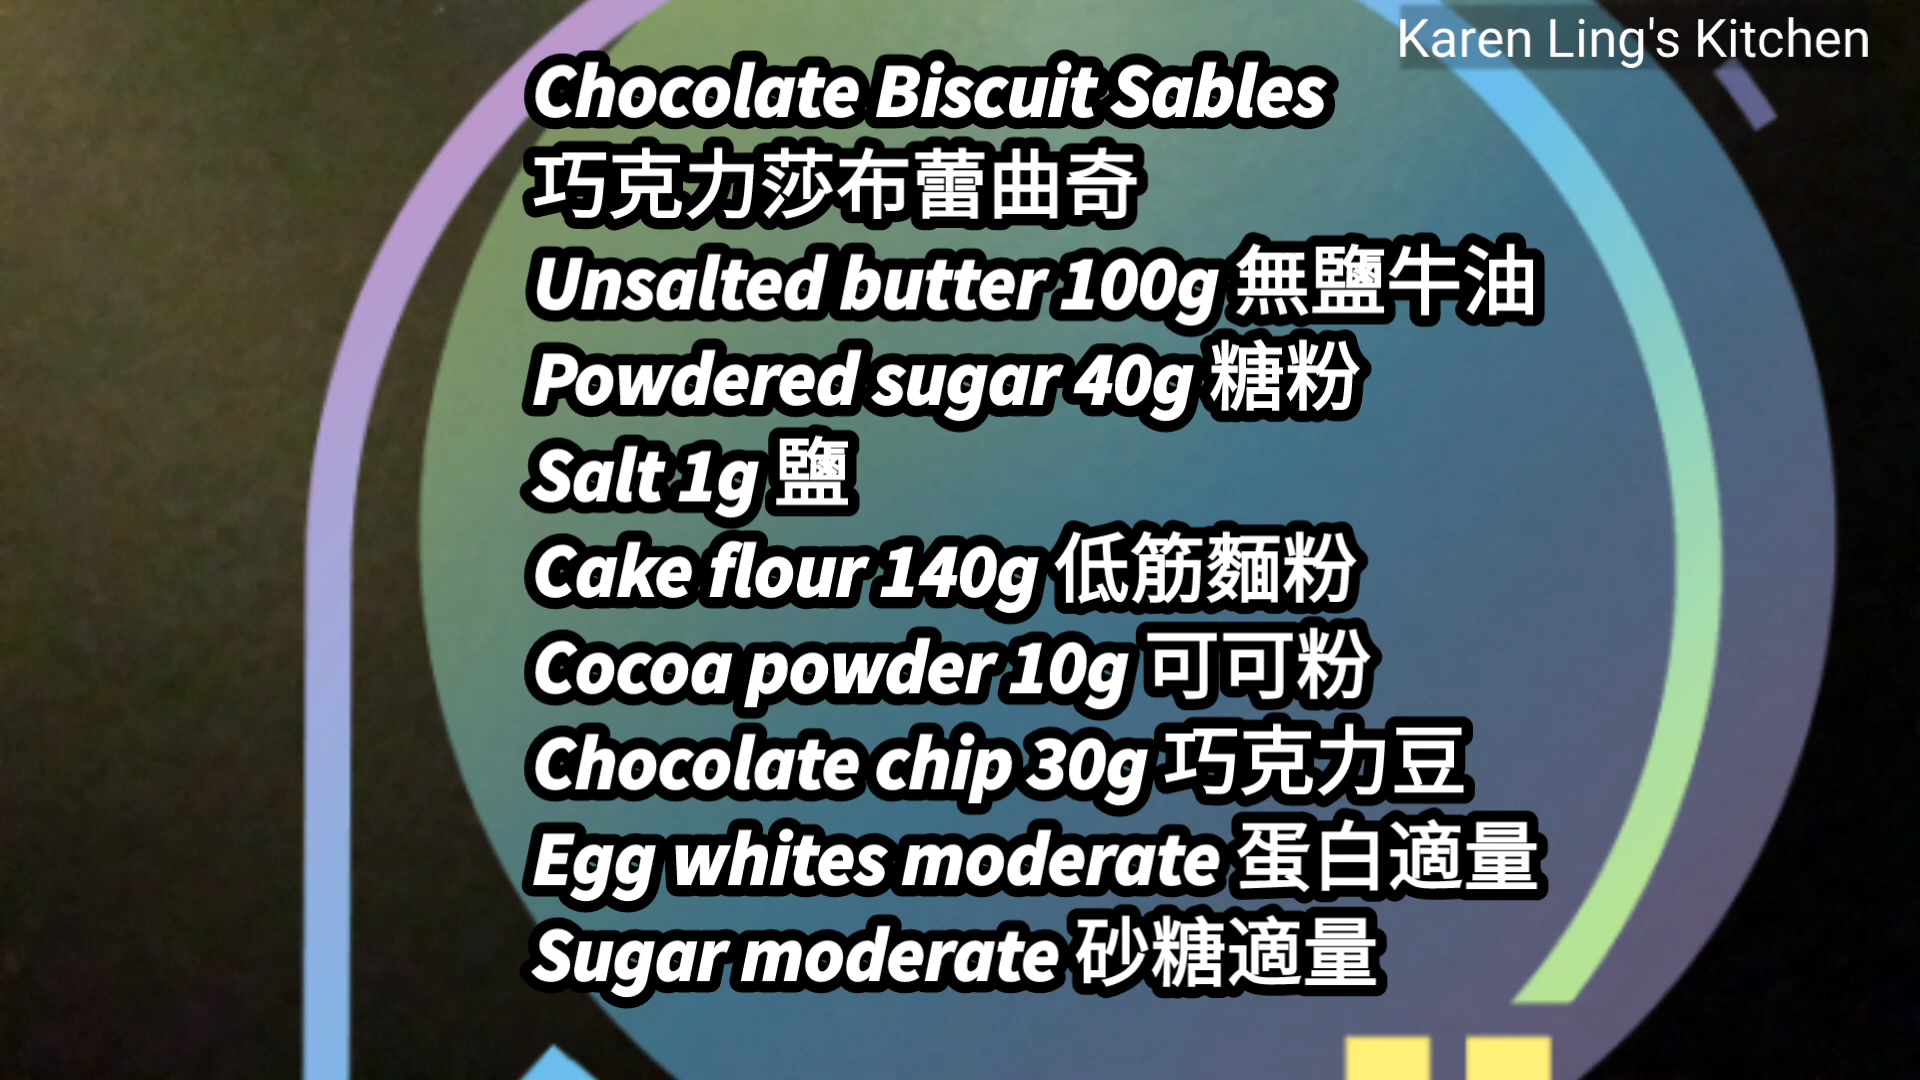 Karen Ling's Kitchen
Chocolate Biscuit Sables
巧克力莎布蕾曲奇
Unsalted butter 100g 無鹽牛油
Powdered sugar 40g 糖粉
Salt 1g 鹽
Cake flour 140g 低筋麵粉
Cocoa powder 10g 可可粉
Chocolate chip 30g 巧克力豆
Egg whites moderate 蛋白適量
Sugar moderate 砂糖適量